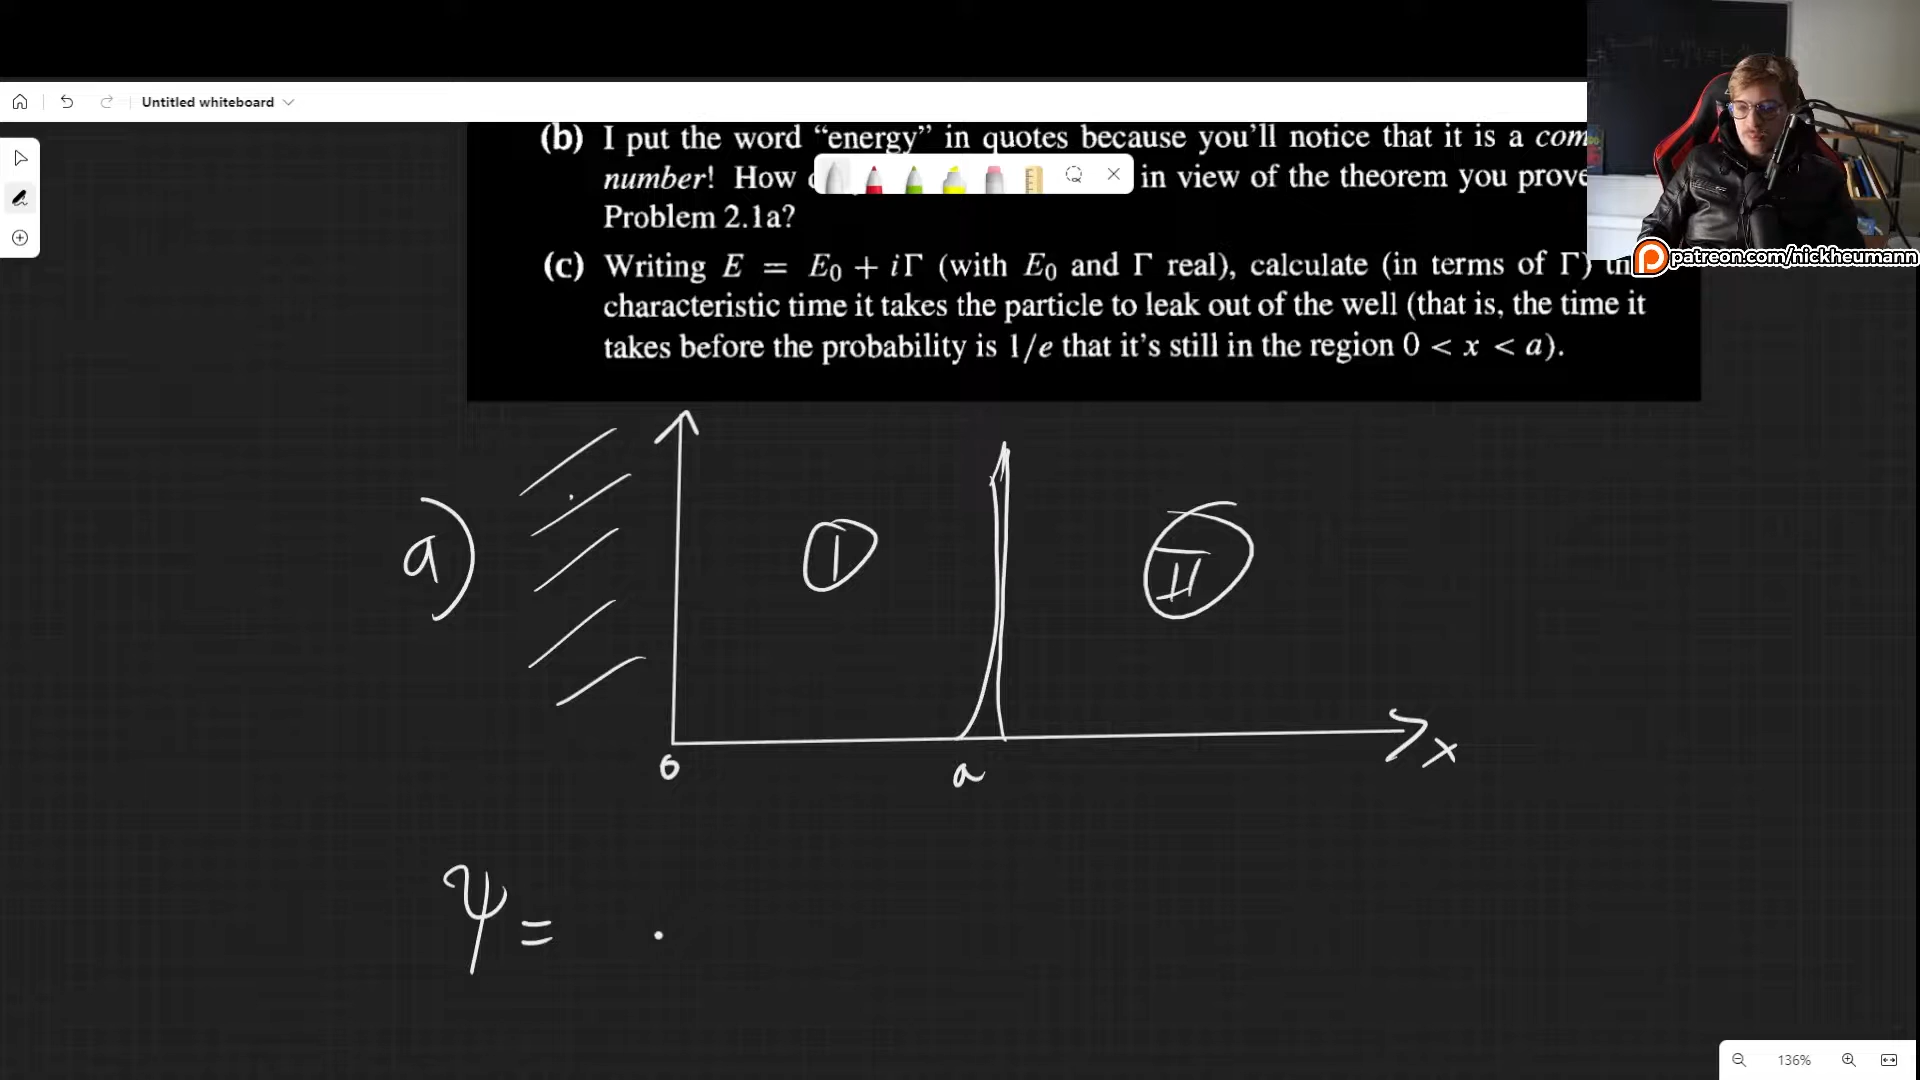 Untitled whiteboard
(b) I put the word “energy” in quotes because you’ll notice that it is a com
number! How in view of the theorem you prove
Problem 2.1a?
(c) Writing E = E₀ + iΓ (with E₀ and Γ real), calculate (in terms of Γ) th
characteristic time it takes the particle to leak out of the well (that is, the time it
takes before the probability is 1/e that it’s still in the region 0 < x < a).
patreon.com/nickheumann
a)
I
II
0
a
x
ψ =
136%